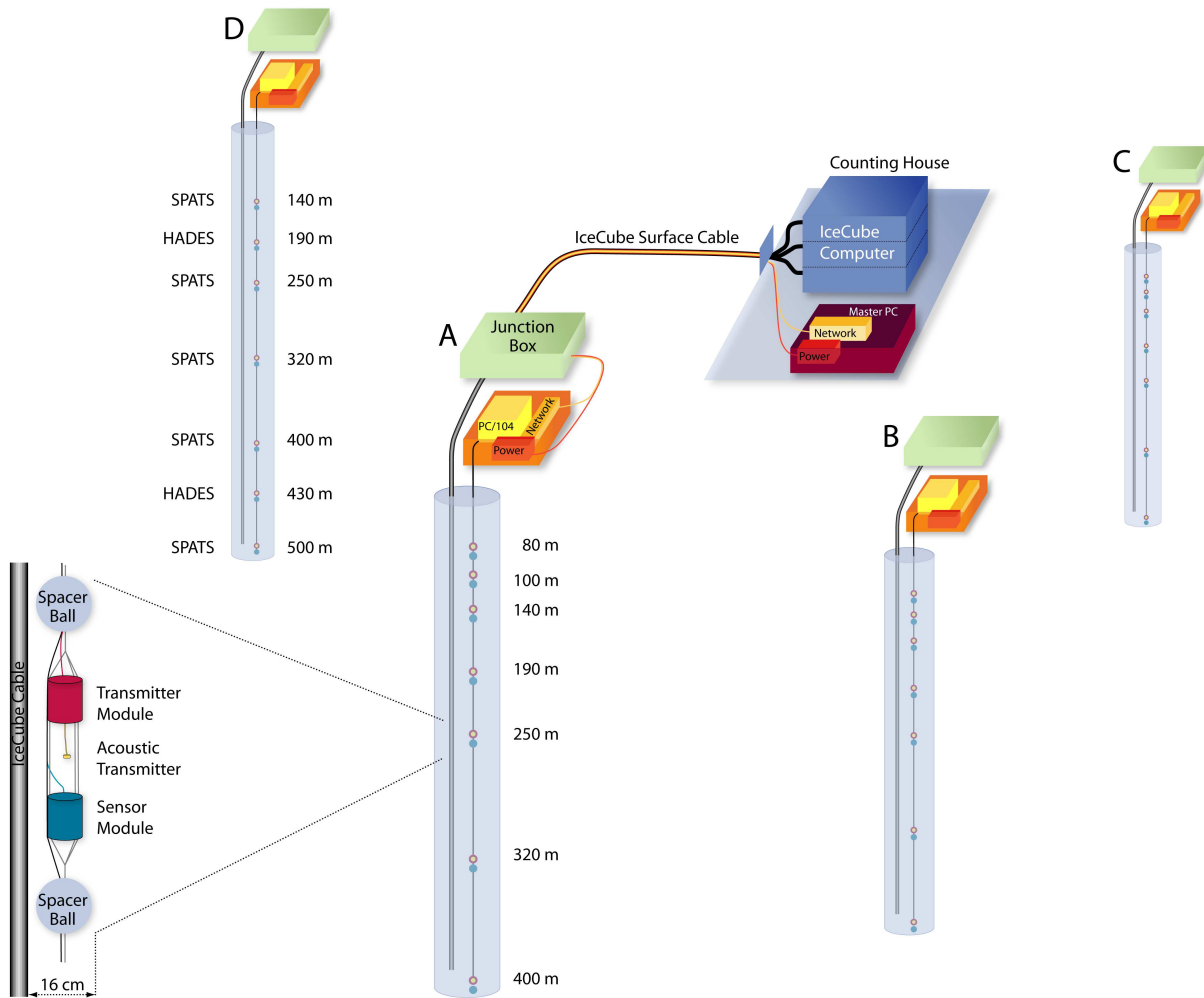 D
SPATS 140 m
HADES 190 m
SPATS 250 m
SPATS 320 m
SPATS 400 m
HADES 430 m
SPATS 500 m
Counting House
IceCube
Computer
IceCube Surface Cable
Master PC
Network
Power
C
A
Junction
Box
PC/104
Network
Power
B
80 m
100 m
140 m
190 m
250 m
320 m
400 m
IceCube Cable
Spacer
Ball
Transmitter
Module
Acoustic
Transmitter
Sensor
Module
Spacer
Ball
16 cm